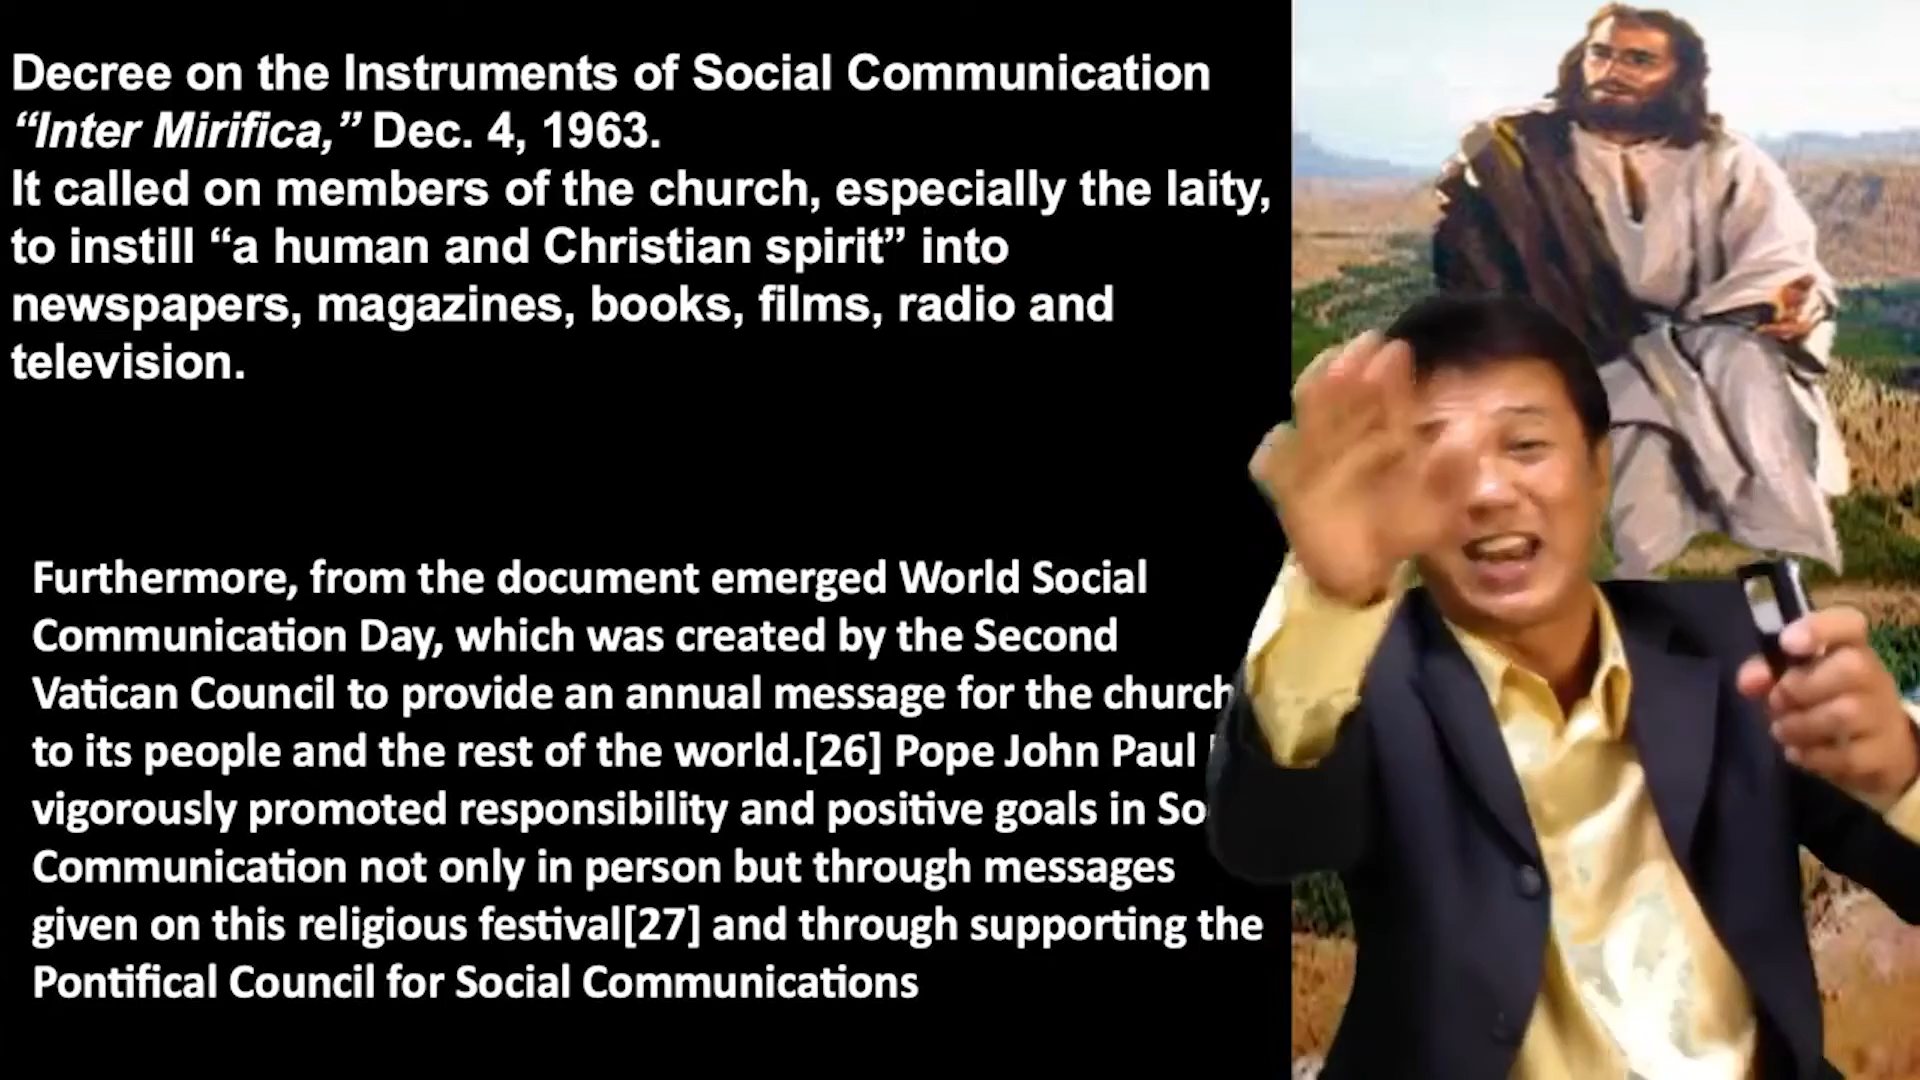 Decree on the Instruments of Social Communication
“Inter Mirifica,” Dec. 4, 1963.
It called on members of the church, especially the laity,
to instill “a human and Christian spirit” into
newspapers, magazines, books, films, radio and
television.
Furthermore, from the document emerged World Social
Communication Day, which was created by the Second
Vatican Council to provide an annual message for the church
to its people and the rest of the world.[26] Pope John Paul
vigorously promoted responsibility and positive goals in
Communication not only in person but through messages
given on this religious festival[27] and through supporting the
Pontifical Council for Social Communications